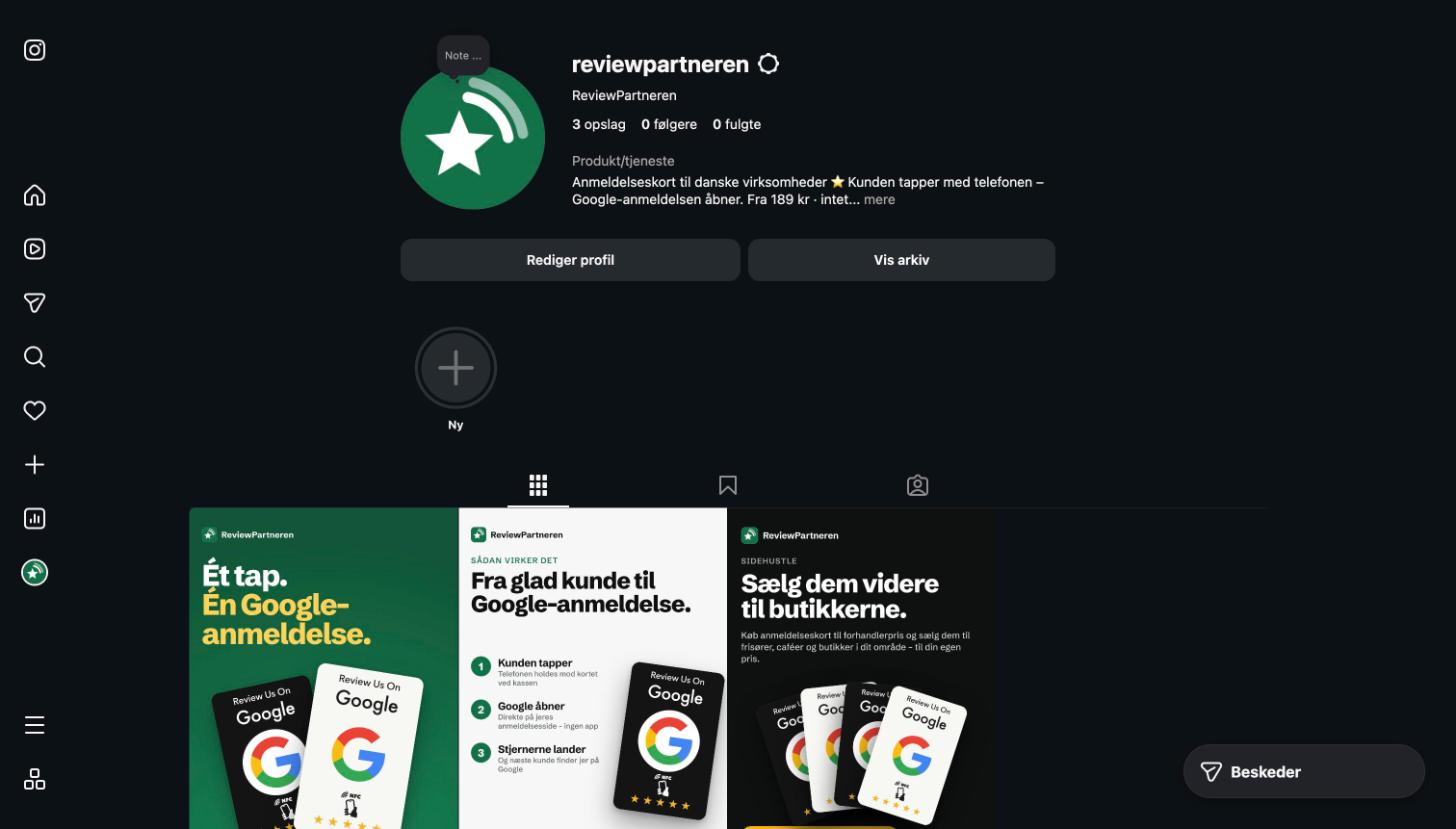 Note ...
reviewpartneren
ReviewPartneren
3 opslag 0 følgere 0 fulgte
Produkt/tjeneste
Anmeldelseskort til danske virksomheder ⭐ Kunden tapper med telefonen –
Google-anmeldelsen åbner. Fra 189 kr · intet... mere
Rediger profil
Vis arkiv
Ny
ReviewPartneren
Ét tap.
Én Google-
anmeldelse.
Review Us On
Google
NFC
Review Us On
Google
NFC
ReviewPartneren
SÅDAN VIRKER DET
Fra glad kunde til
Google-anmeldelse.
1 Kunden tapper
Telefonen holdes mod kortet
ved kassen
2 Google åbner
Direkte på jeres
anmeldelsesside – ingen app
3 Stjernerne lander
Og næste kunde finder jer på
Google
Review Us On
Google
NFC
ReviewPartneren
SIDEHUSTLE
Sælg dem videre
til butikkerne.
Køb anmeldelseskort til forhandlerpris og sælg dem til
frisører, caféer og butikker i dit område – til din egen
pris.
Review Us On
Google
NFC
Beskeder